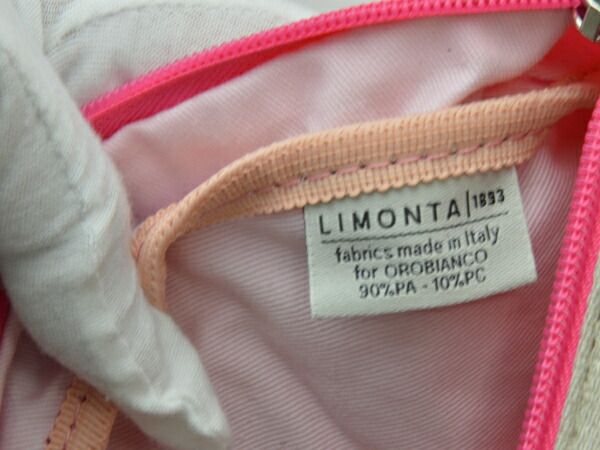 LIMONTA|1893
fabrics made in Italy
for OROBIANCO
90%PA - 10%PC